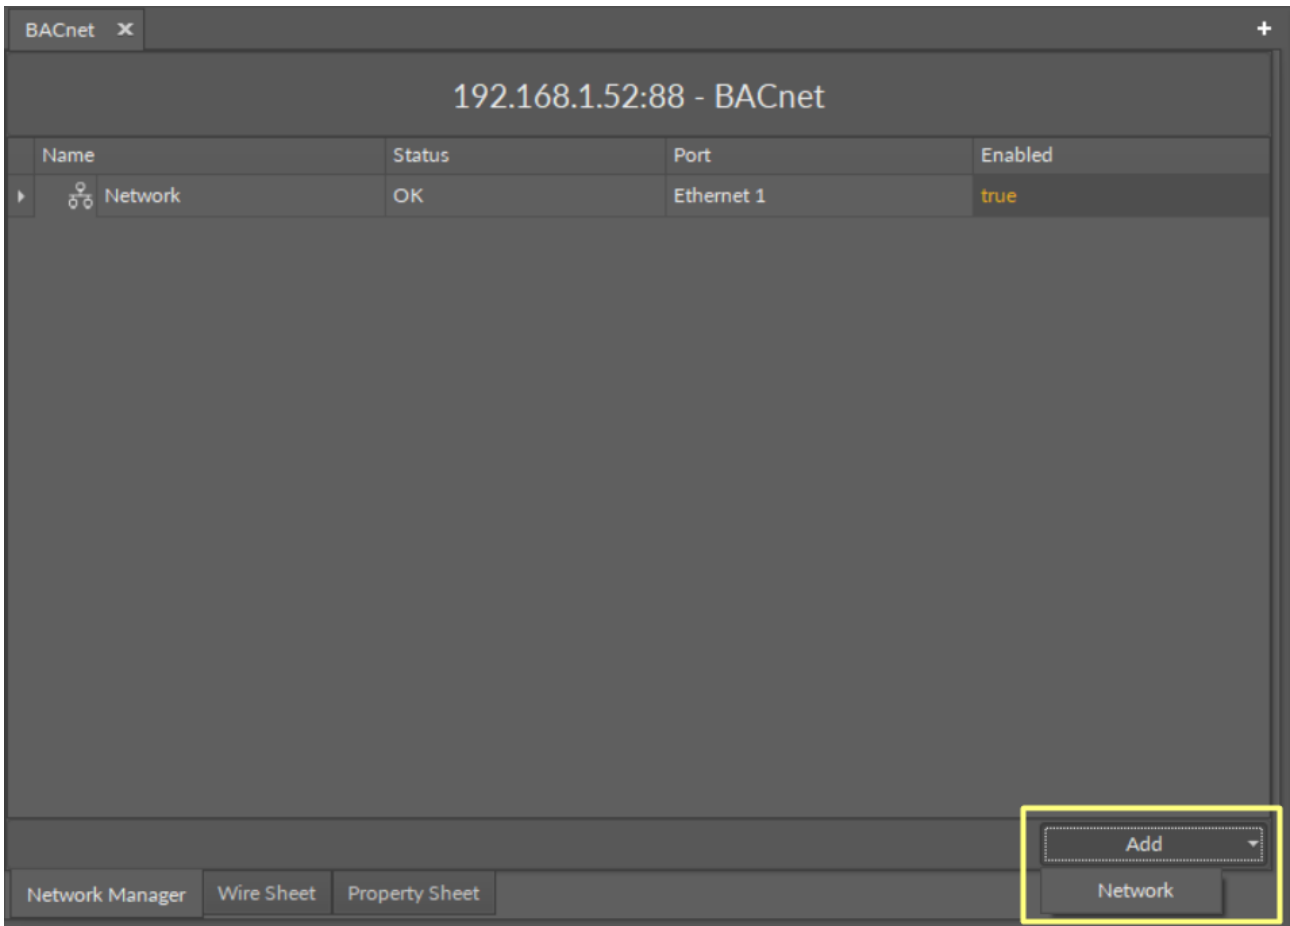 BACnet
192.168.1.52:88 - BACnet
Name Status Port Enabled
Network OK Ethernet 1 true
Add
Network Manager Wire Sheet Property Sheet Network